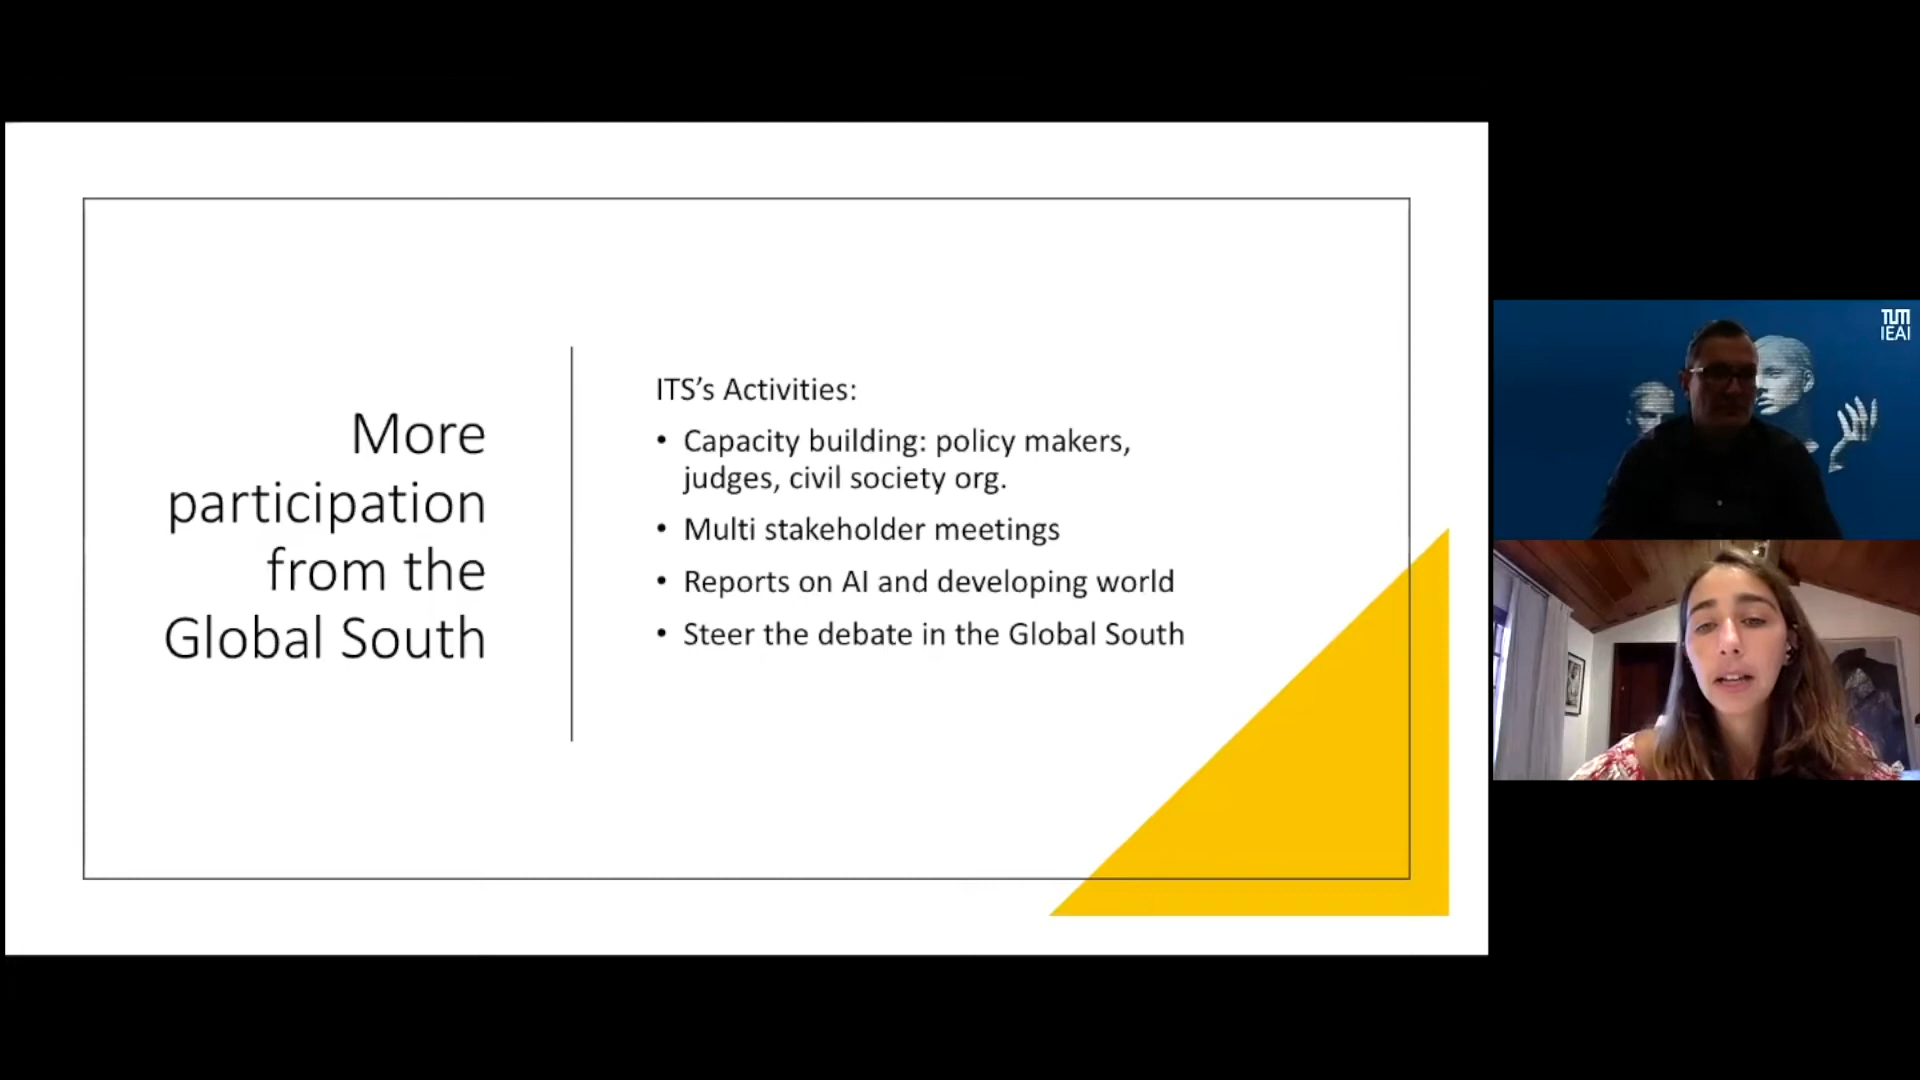 More
participation
from the
Global South
ITS’s Activities:
• Capacity building: policy makers,
judges, civil society org.
• Multi stakeholder meetings
• Reports on AI and developing world
• Steer the debate in the Global South
TUM
IEAI